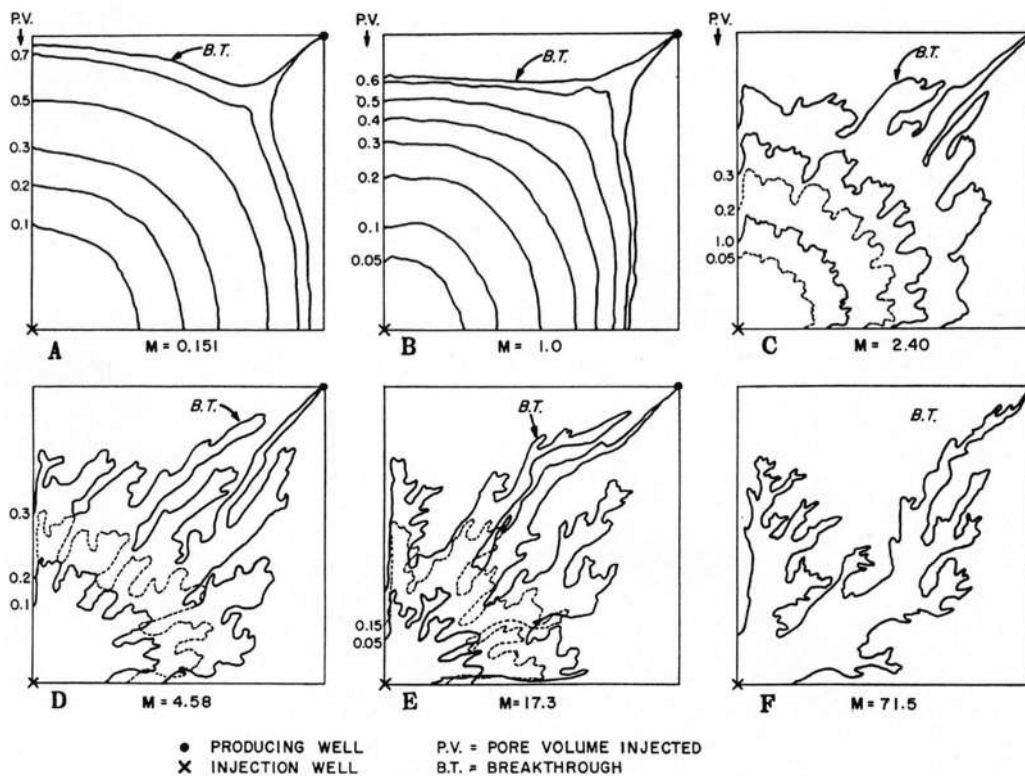 P.V.
0.7
0.5
0.3
0.2
0.1
B.T.
A
M = 0.151
P.V.
0.6
0.5
0.4
0.3
0.2
0.1
0.05
B.T.
B
M = 1.0
P.V.
0.3
0.2
1.0
0.05
B.T.
C
M = 2.40
0.3
0.2
0.1
B.T.
D
M = 4.58
0.15
0.05
B.T.
E
M = 17.3
B.T.
F
M = 71.5
PRODUCING WELL
P.V. = PORE VOLUME INJECTED
INJECTION WELL
B.T. = BREAKTHROUGH